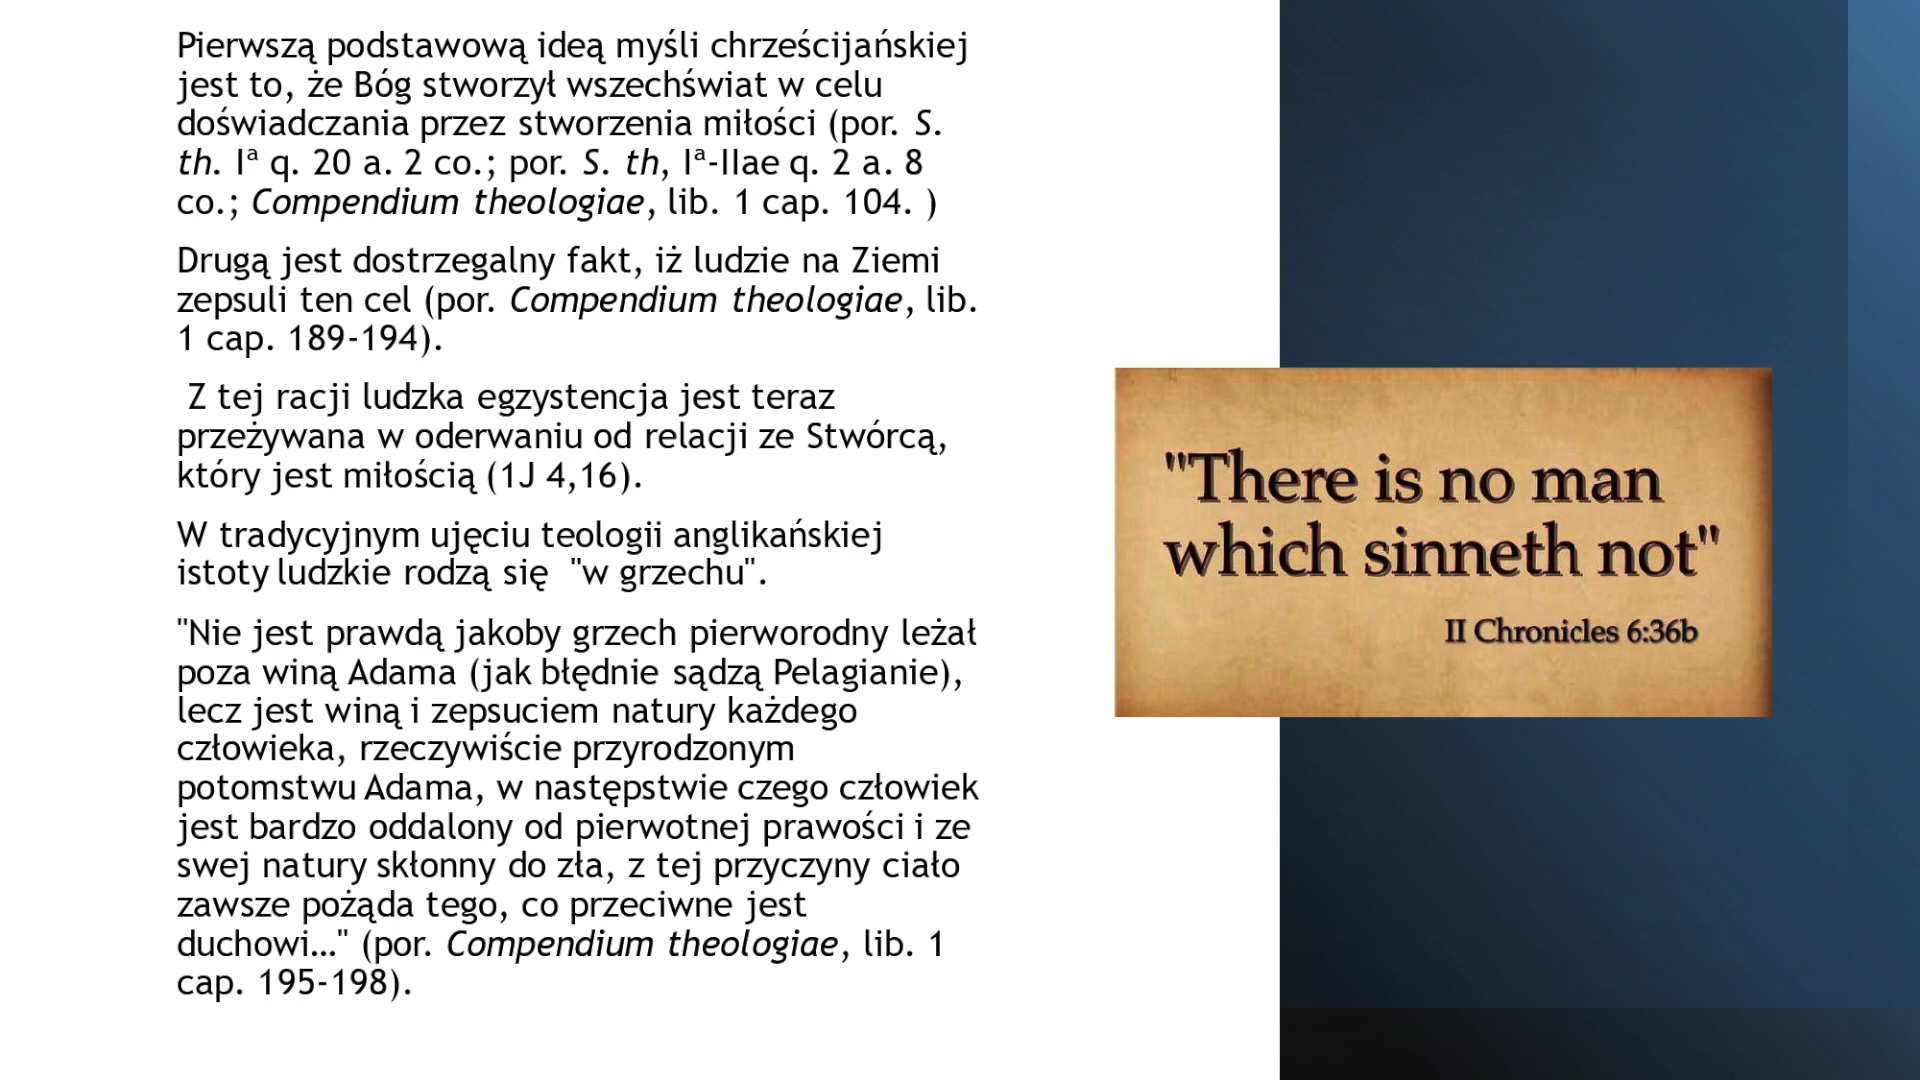 Pierwszą podstawową ideą myśli chrześcijańskiej
jest to, że Bóg stworzył wszechświat w celu
doświadczania przez stworzenia miłości (por. S.
th. Iª q. 20 a. 2 co.; por. S. th, Iª-IIae q. 2 a. 8
co.; Compendium theologiae, lib. 1 cap. 104. )
Drugą jest dostrzegalny fakt, iż ludzie na Ziemi
zepsuli ten cel (por. Compendium theologiae, lib.
1 cap. 189-194).
Z tej racji ludzka egzystencja jest teraz
przeżywana w oderwaniu od relacji ze Stwórcą,
który jest miłością (1J 4,16).
W tradycyjnym ujęciu teologii anglikańskiej
istoty ludzkie rodzą się "w grzechu".
"Nie jest prawdą jakoby grzech pierworodny leżał
poza winą Adama (jak błędnie sądzą Pelagianie),
lecz jest winą i zepsuciem natury każdego
człowieka, rzeczywiście przyrodzonym
potomstwu Adama, w następstwie czego człowiek
jest bardzo oddalony od pierwotnej prawości i ze
swej natury skłonny do zła, z tej przyczyny ciało
zawsze pożąda tego, co przeciwne jest
duchowi…" (por. Compendium theologiae, lib. 1
cap. 195-198).
"There is no man
which sinneth not"
II Chronicles 6:36b